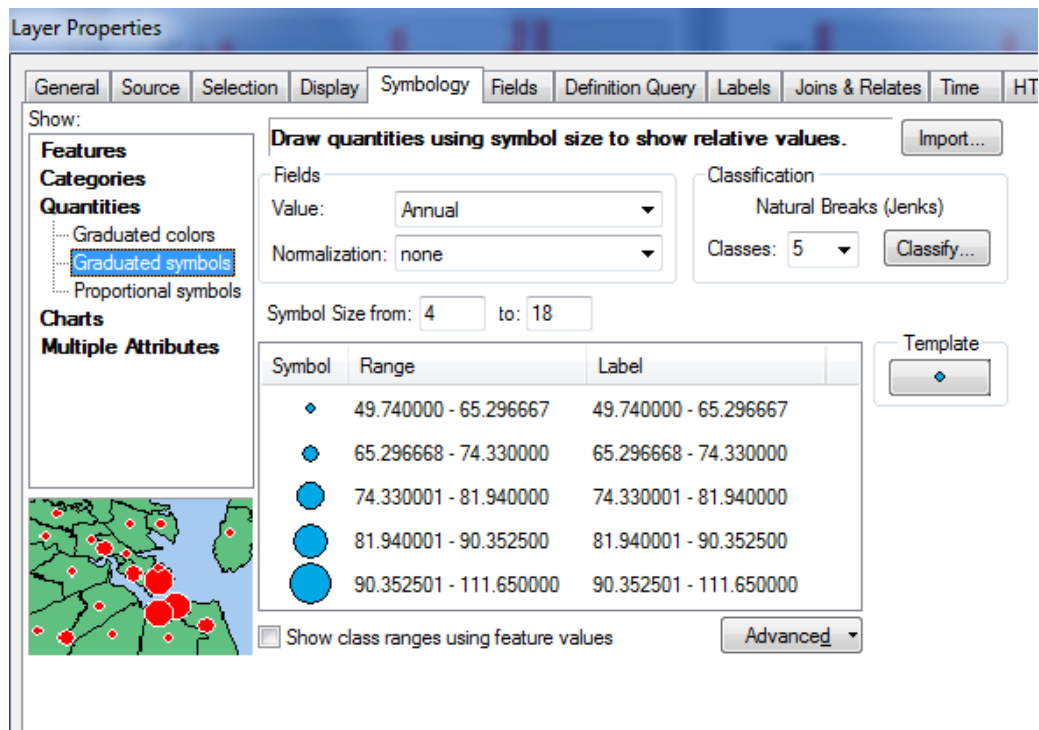 Layer Properties
General Source Selection Display Symbology Fields Definition Query Labels Joins & Relates Time HT
Show:
Features
Categories
Quantities
Graduated colors
Graduated symbols
Proportional symbols
Charts
Multiple Attributes
Draw quantities using symbol size to show relative values.
Import...
Fields
Value: Annual
Normalization: none
Classification
Natural Breaks (Jenks)
Classes: 5 Classify...
Symbol Size from: 4 to: 18
Symbol Range Label
49.740000 - 65.296667 49.740000 - 65.296667
65.296668 - 74.330000 65.296668 - 74.330000
74.330001 - 81.940000 74.330001 - 81.940000
81.940001 - 90.352500 81.940001 - 90.352500
90.352501 - 111.650000 90.352501 - 111.650000
Template
Show class ranges using feature values
Advanced